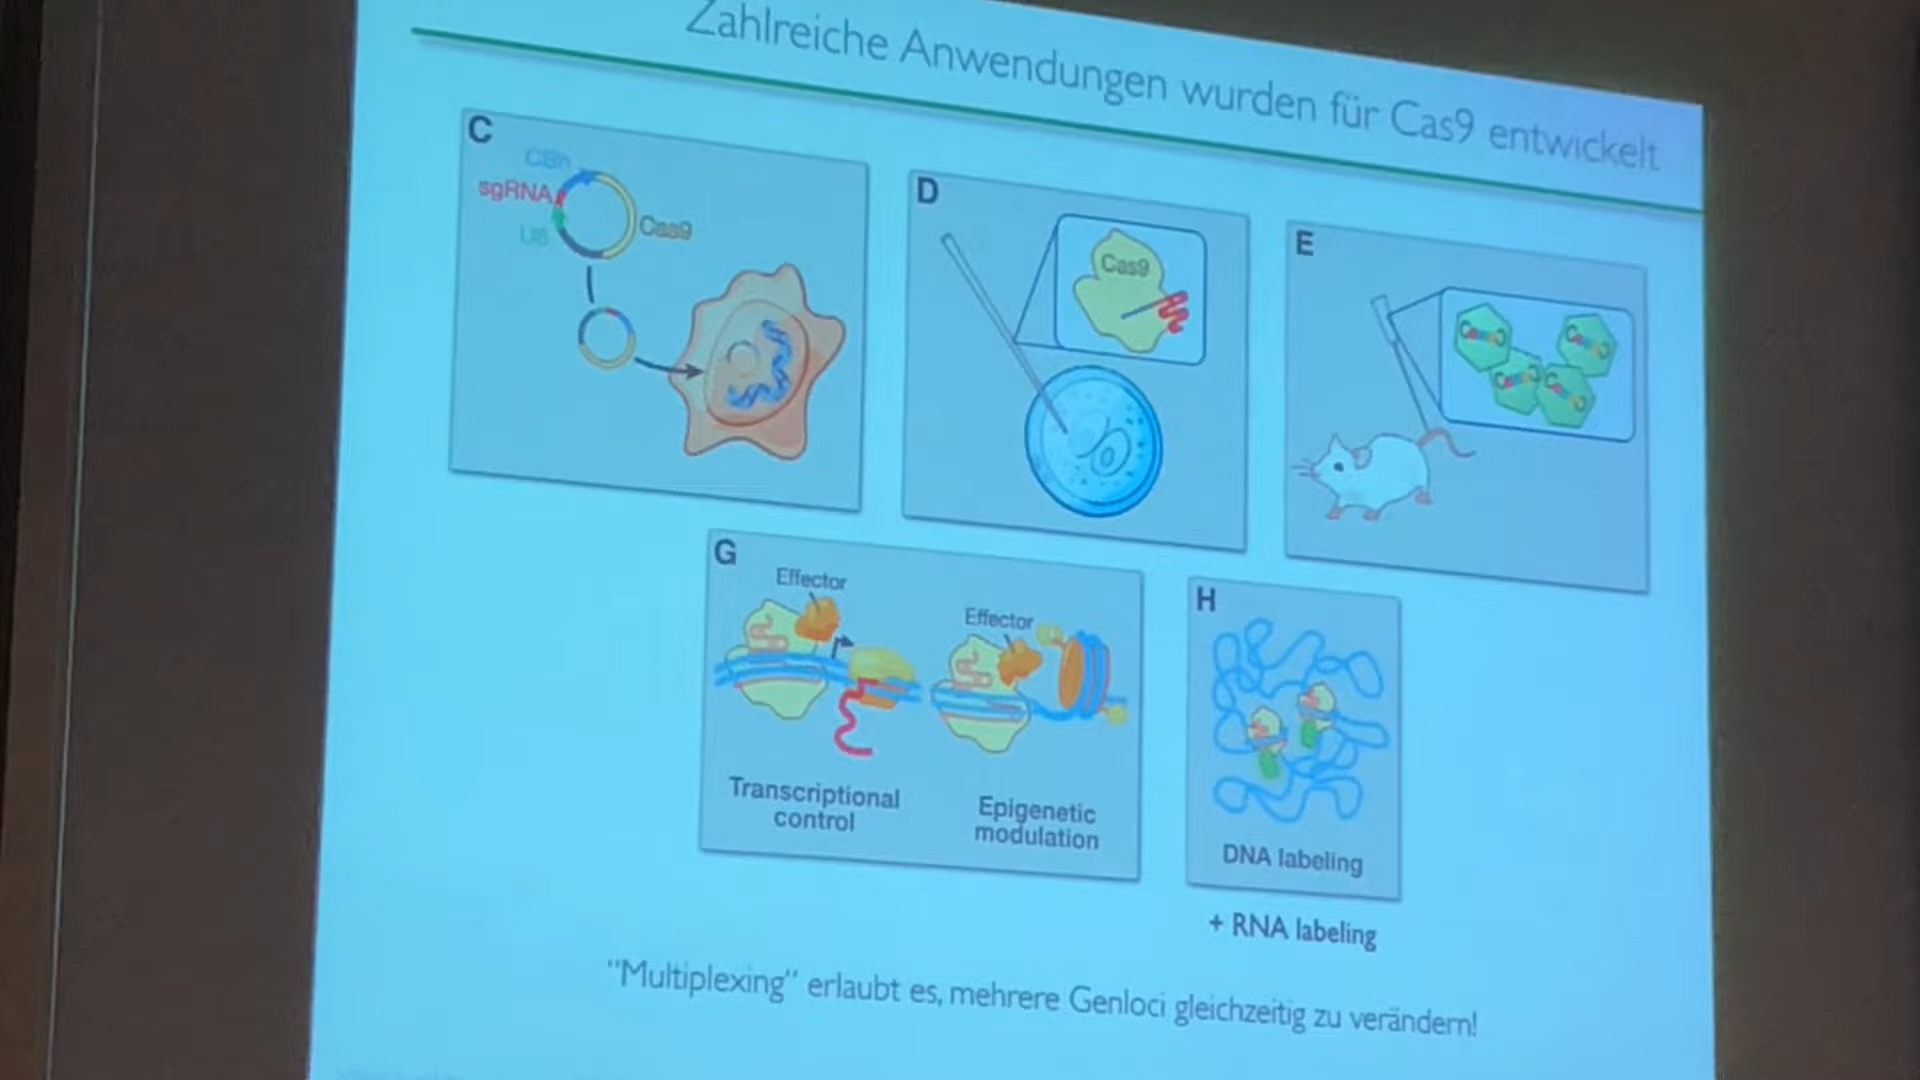 Zahlreiche Anwendungen wurden für Cas9 entwickelt
C
CBh
sgRNA
U6
Cas9
D
Cas9
E
G
Effector
Effector
Transcriptional
control
Epigenetic
modulation
H
DNA labeling
+ RNA labeling
“Multiplexing“ erlaubt es, mehrere Genloci gleichzeitig zu verändern!